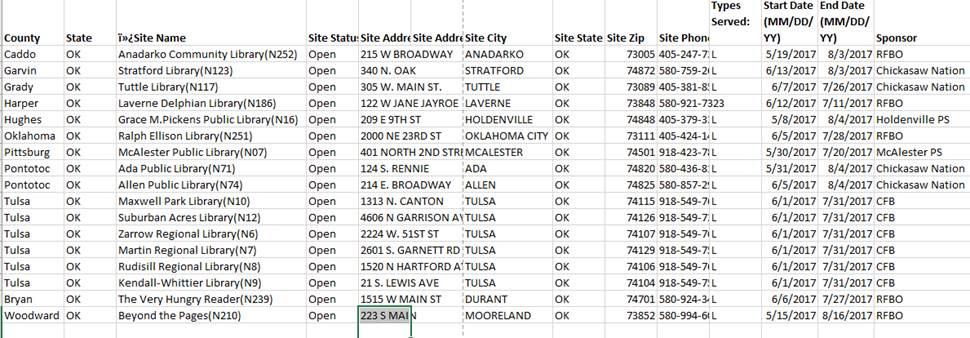 Types Start Date End Date
Served: (MM/DD/ (MM/DD/
County State ï»¿Site Name Site Statu Site Addre Site Addre Site City Site State Site Zip Site Phon YY) YY) Sponsor
Caddo OK Anadarko Community Library(N252) Open 215 W BROADWAY ANADARKO OK 73005 405-247-7 L 5/19/2017 8/3/2017 RFBO
Garvin OK Stratford Library(N123) Open 340 N. OAK STRATFORD OK 74872 580-759-2 L 6/13/2017 8/3/2017 Chickasaw Nation
Grady OK Tuttle Library(N117) Open 305 W. MAIN ST. TUTTLE OK 73089 405-381-8 L 6/7/2017 7/26/2017 Chickasaw Nation
Harper OK Laverne Delphian Library(N186) Open 122 W JANE JAYROE LAVERNE OK 73848 580-921-7323 6/12/2017 7/11/2017 RFBO
Hughes OK Grace M.Pickens Public Library(N16) Open 209 E 9TH ST HOLDENVILLE OK 74848 405-379-3 L 5/8/2017 8/4/2017 Holdenville PS
Oklahoma OK Ralph Ellison Library(N251) Open 2000 NE 23RD ST OKLAHOMA CITY OK 73111 405-424-1 L 6/5/2017 7/28/2017 RFBO
Pittsburg OK McAlester Public Library(N07) Open 401 NORTH 2ND STR MCALESTER OK 74501 918-423-7 L 5/30/2017 7/20/2017 McAlester PS
Pontotoc OK Ada Public Library(N71) Open 124 S. RENNIE ADA OK 74820 580-436-8 L 5/31/2017 8/4/2017 Chickasaw Nation
Pontotoc OK Allen Public Library(N74) Open 214 E. BROADWAY ALLEN OK 74825 580-857-2 L 6/5/2017 8/4/2017 Chickasaw Nation
Tulsa OK Maxwell Park Library(N10) Open 1313 N. CANTON TULSA OK 74115 918-549-7 L 6/1/2017 7/31/2017 CFB
Tulsa OK Suburban Acres Library(N12) Open 4606 N GARRISON A TULSA OK 74126 918-549-7 L 6/1/2017 7/31/2017 CFB
Tulsa OK Zarrow Regional Library(N6) Open 2224 W. 51ST ST TULSA OK 74107 918-549-7 L 6/1/2017 7/31/2017 CFB
Tulsa OK Martin Regional Library(N7) Open 2601 S. GARNETT RD TULSA OK 74129 918-549-7 L 6/1/2017 7/31/2017 CFB
Tulsa OK Rudisill Regional Library(N8) Open 1520 N HARTFORD A TULSA OK 74106 918-549-7 L 6/1/2017 7/31/2017 CFB
Tulsa OK Kendall-Whittier Library(N9) Open 21 S. LEWIS AVE TULSA OK 74104 918-549-7 L 6/1/2017 7/31/2017 CFB
Bryan OK The Very Hungry Reader(N239) Open 1515 W MAIN ST DURANT OK 74701 580-924-3 L 6/6/2017 7/27/2017 RFBO
Woodward OK Beyond the Pages(N210) Open 223 S MAIN MOORELAND OK 73852 580-994-6 L 5/15/2017 8/16/2017 RFBO